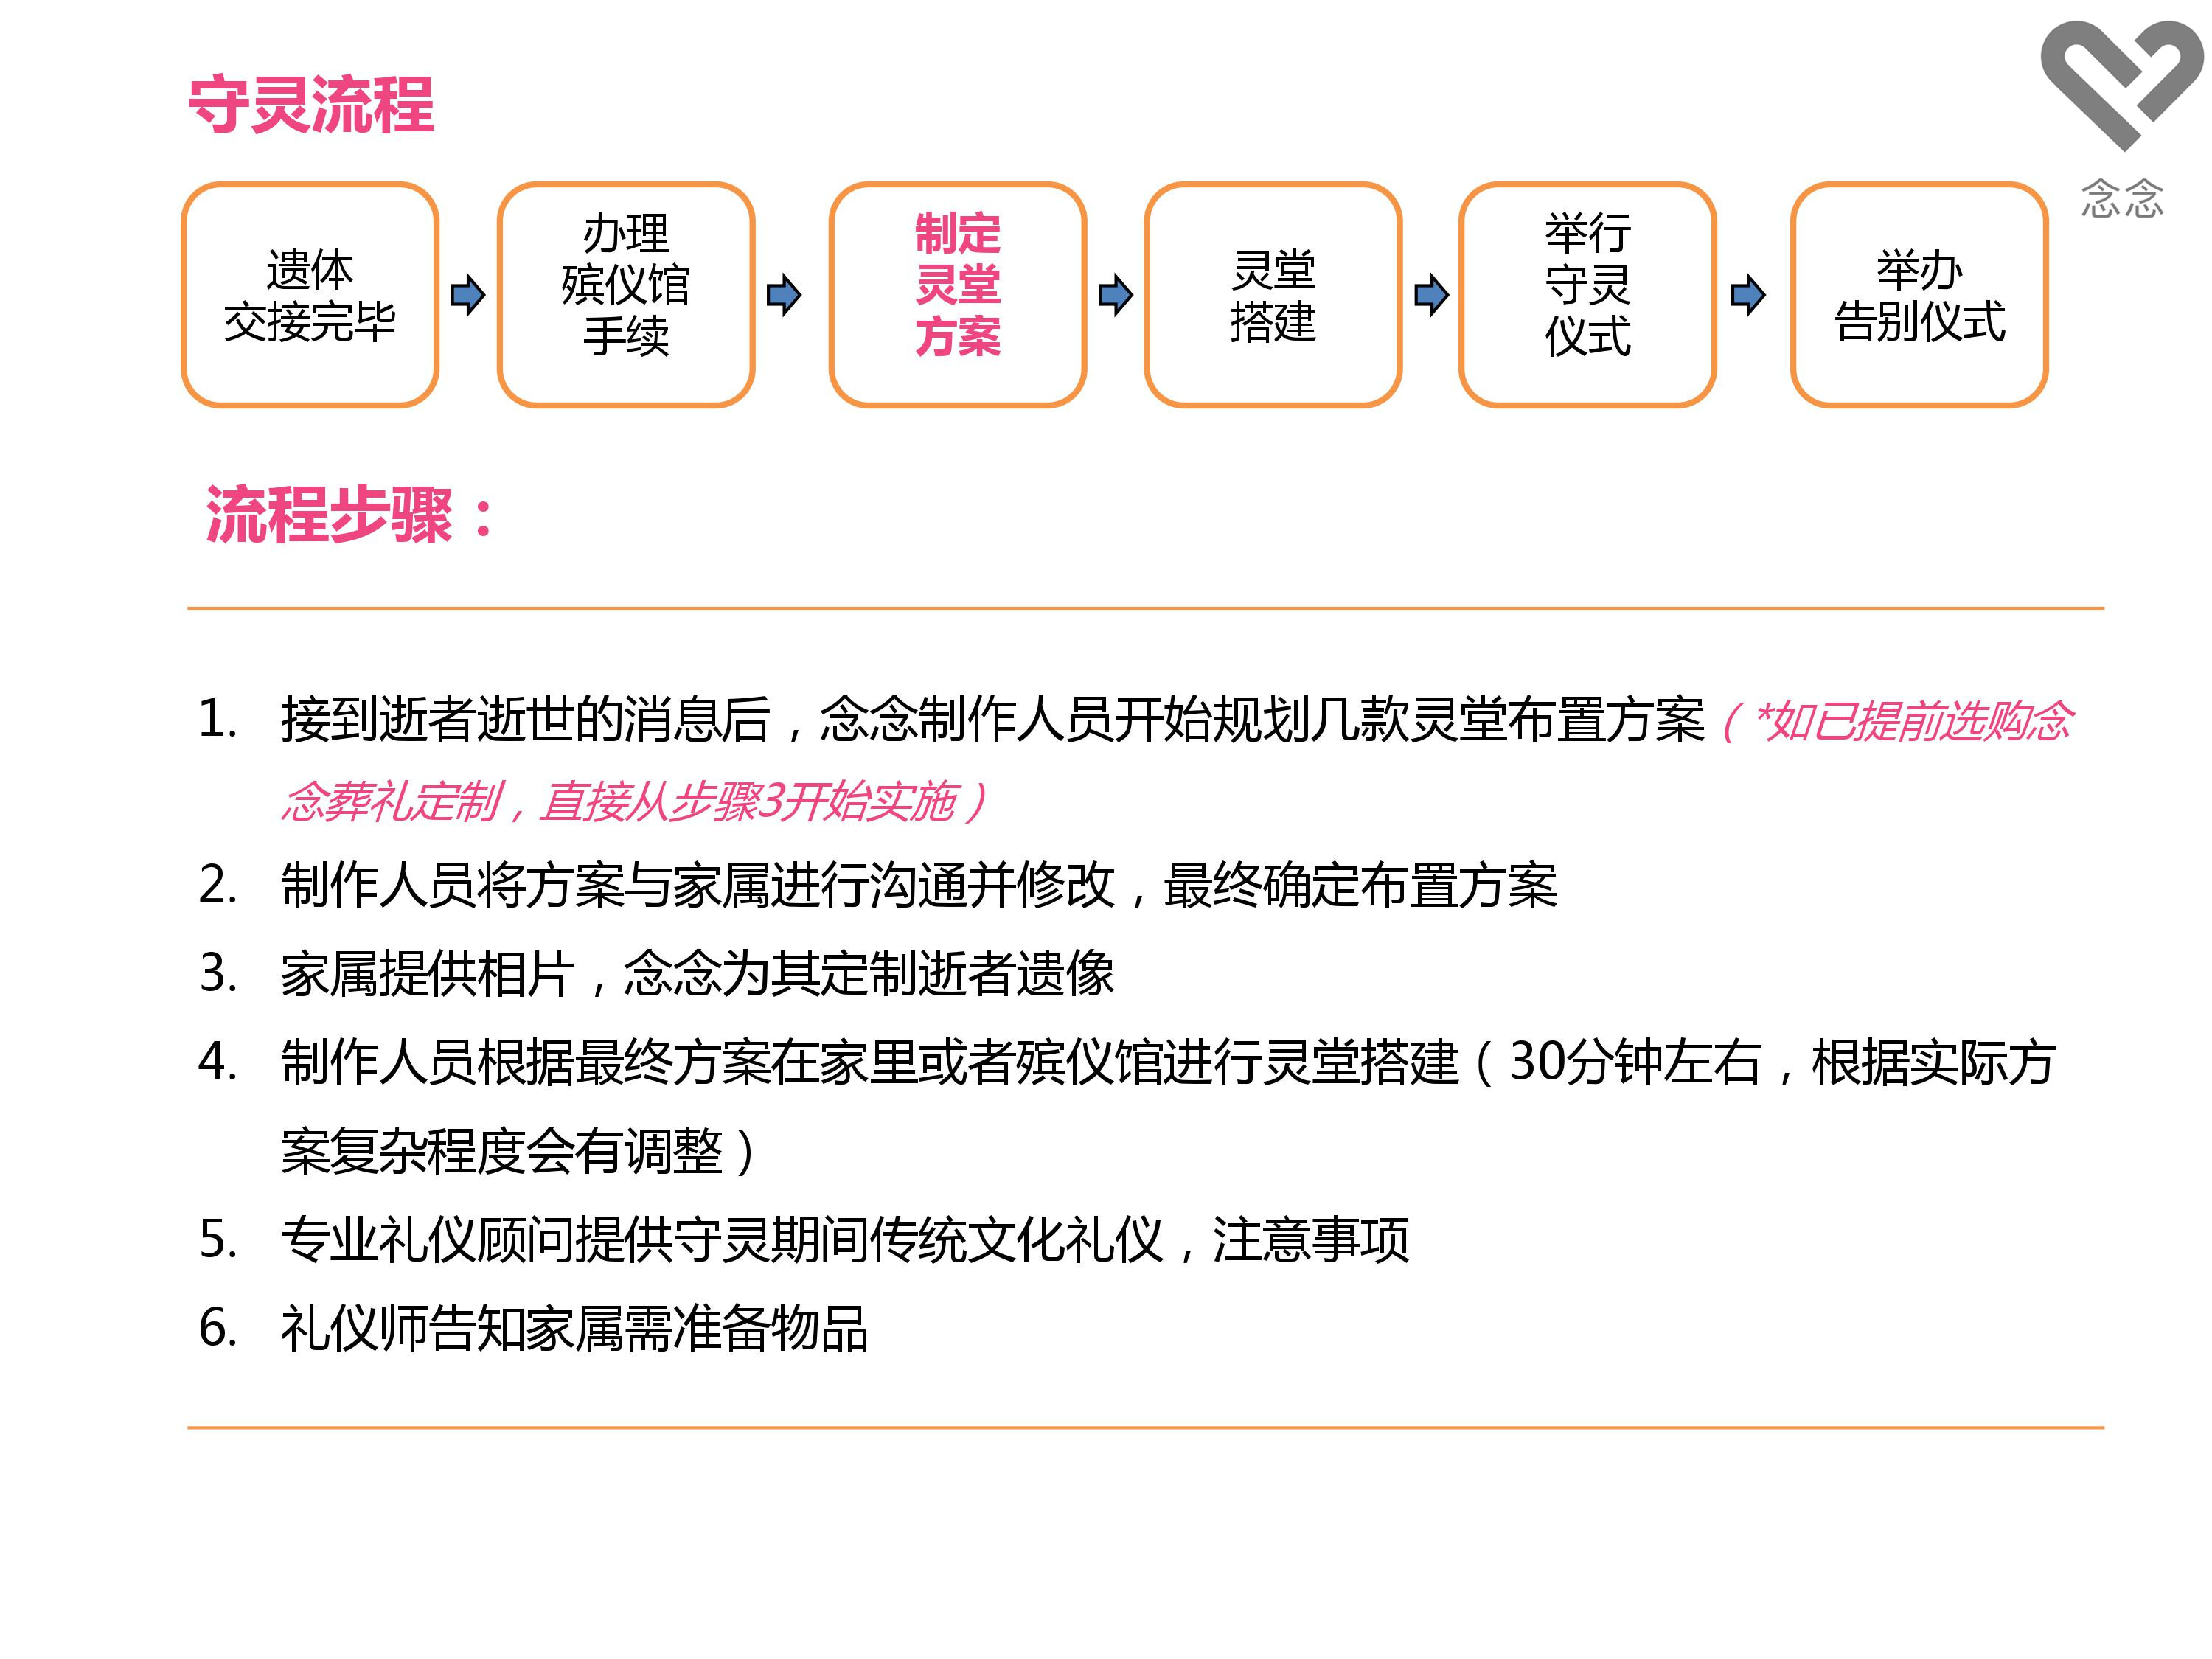 守灵流程
念念
遗体
交接完毕
办理
殡仪馆
手续
制定
灵堂
方案
灵堂
搭建
举行
守灵
仪式
举办
告别仪式
流程步骤：
1. 接到逝者逝世的消息后，念念制作人员开始规划几款灵堂布置方案（*如已提前选购念
念葬礼定制，直接从步骤3开始实施）
2. 制作人员将方案与家属进行沟通并修改，最终确定布置方案
3. 家属提供相片，念念为其定制逝者遗像
4. 制作人员根据最终方案在家里或者殡仪馆进行灵堂搭建（30分钟左右，根据实际方
案复杂程度会有调整）
5. 专业礼仪顾问提供守灵期间传统文化礼仪，注意事项
6. 礼仪师告知家属需准备物品